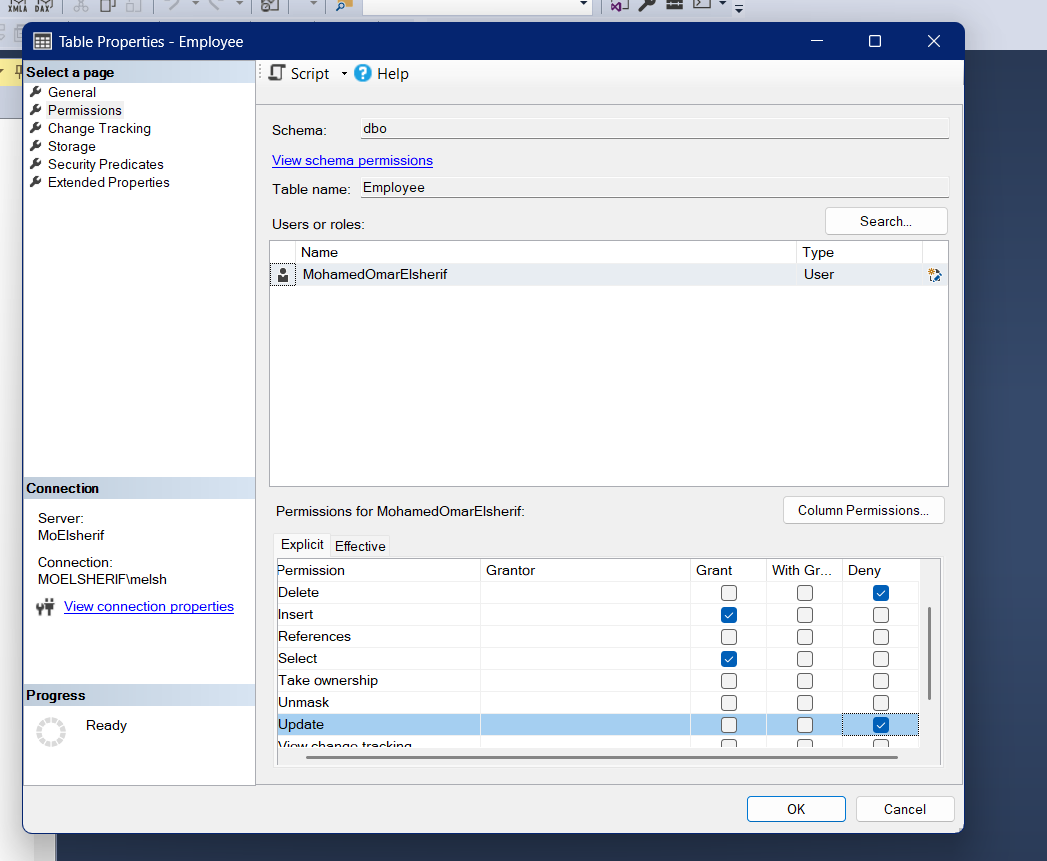 XMLA DAX
Table Properties - Employee
Select a page
General
Permissions
Change Tracking
Storage
Security Predicates
Extended Properties
Connection
Server:
MoElsherif
Connection:
MOELSHERIF\melsh
View connection properties
Progress
Ready
Script
Help
Schema: dbo
View schema permissions
Table name: Employee
Users or roles:
Search...
Name Type
MohamedOmarElsherif User
Permissions for MohamedOmarElsherif:
Column Permissions...
Explicit Effective
Permission Grantor Grant With Gr... Deny
Delete
Insert
References
Select
Take ownership
Unmask
Update
View change tracking
OK Cancel